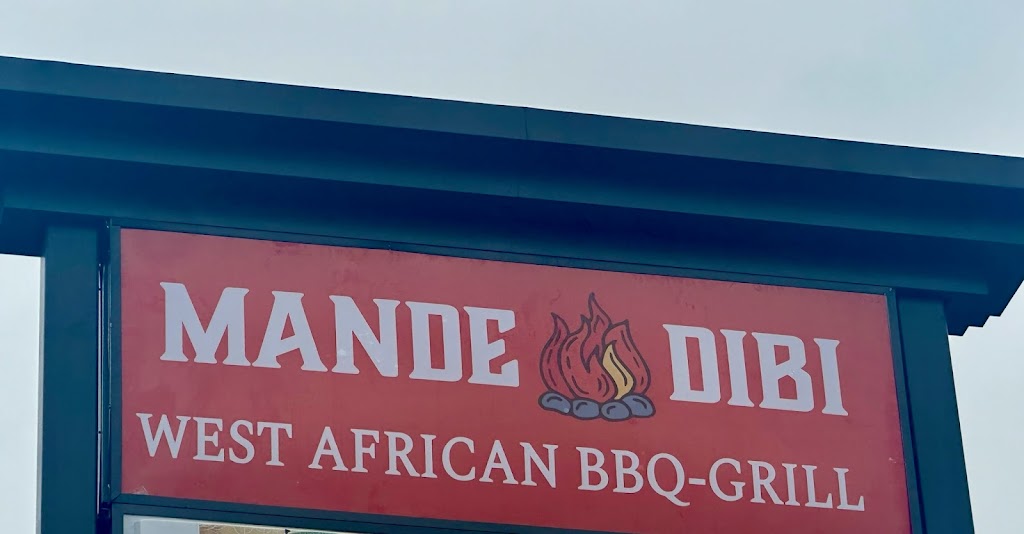 MANDE DIBI
WEST AFRICAN BBQ-GRILL